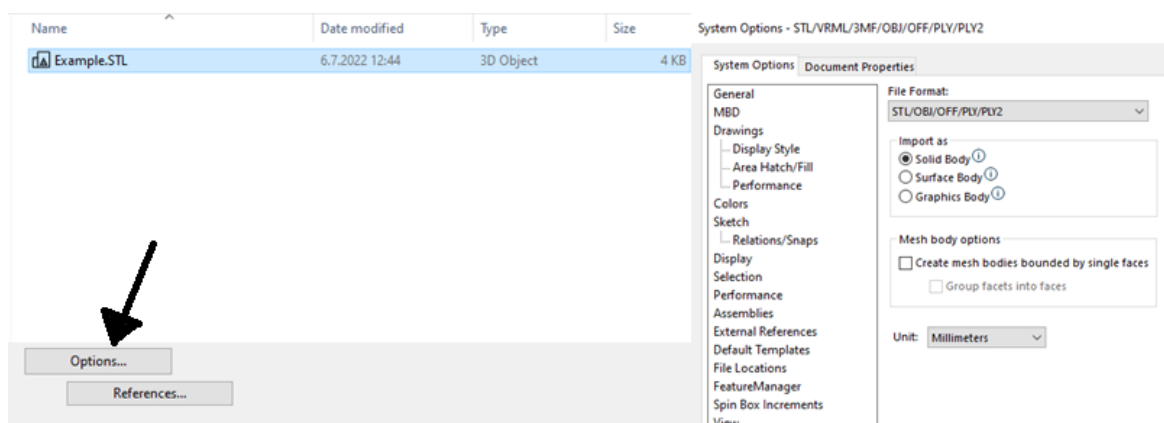 Name Date modified Type Size
Example.STL 6.7.2022 12:44 3D Object 4 KB
Options...
References...
System Options - STL/VRML/3MF/OBJ/OFF/PLY/PLY2
System Options Document Properties
General
MBD
Drawings
Display Style
Area Hatch/Fill
Performance
Colors
Sketch
Relations/Snaps
Display
Selection
Performance
Assemblies
External References
Default Templates
File Locations
FeatureManager
Spin Box Increments
View
File Format:
STL/OBJ/OFF/PLY/PLY2
Import as
Solid Body
Surface Body
Graphics Body
Mesh body options
Create mesh bodies bounded by single faces
Group facets into faces
Unit: Millimeters